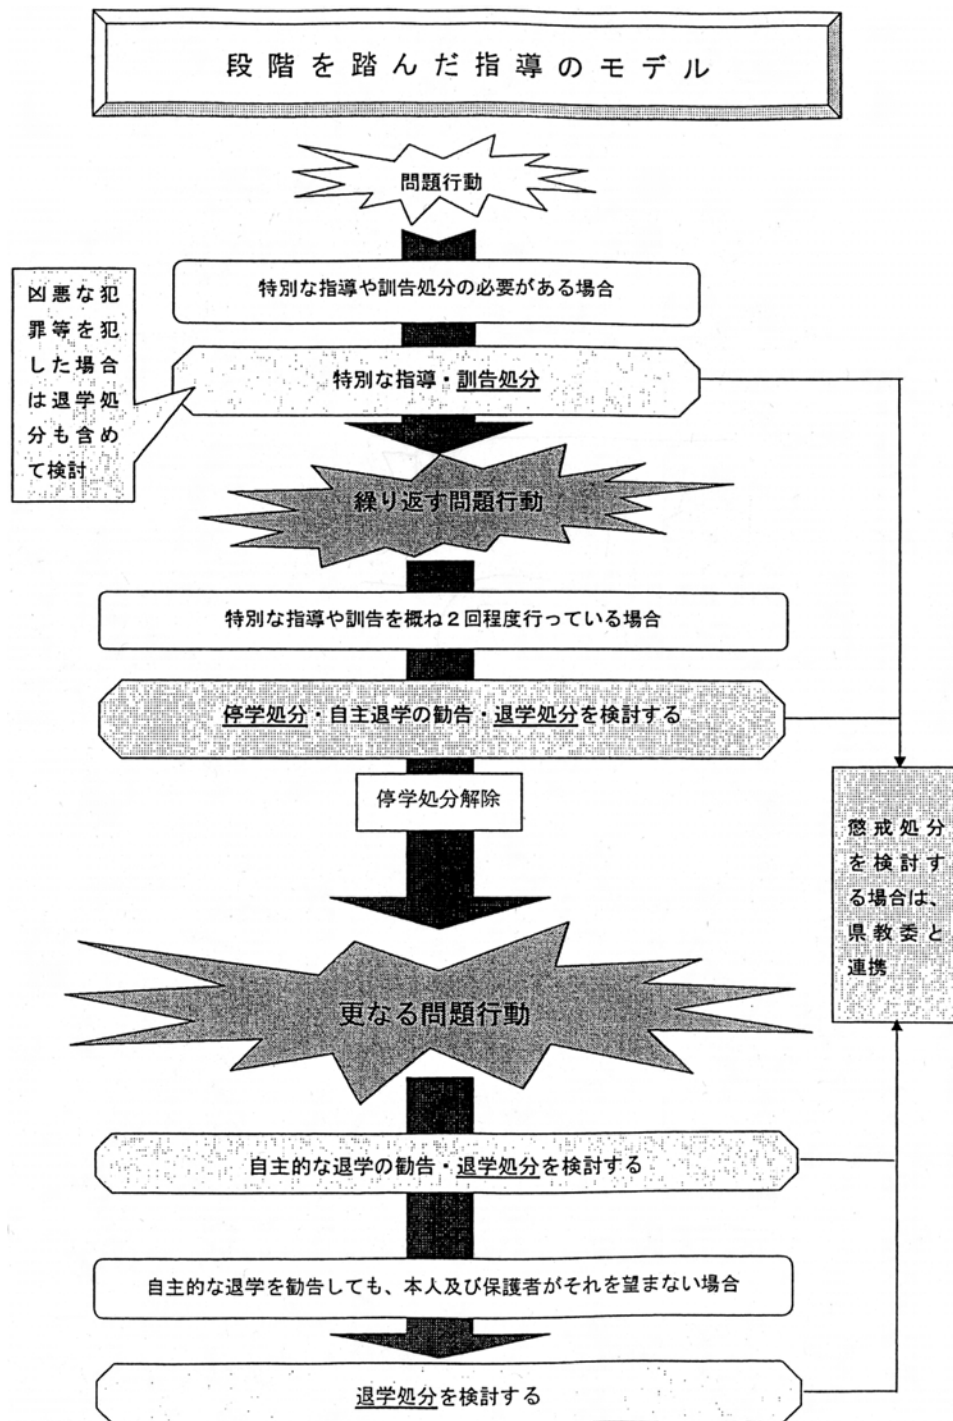 段階を踏んだ指導のモデル
問題行動
特別な指導や訓告処分の必要がある場合
凶悪な犯
罪等を犯
した場合
は退学処
分も含め
て検討
特別な指導・訓告処分
繰り返す問題行動
特別な指導や訓告を概ね2回程度行っている場合
停学処分・自主退学の勧告・退学処分を検討する
停学処分解除
懲戒処分
を検討す
る場合は、
県教委と
連携
更なる問題行動
自主的な退学の勧告・退学処分を検討する
自主的な退学を勧告しても、本人及び保護者がそれを望まない場合
退学処分を検討する